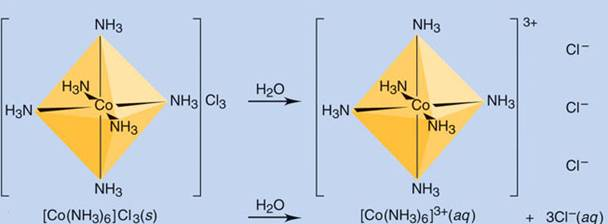 NH₃ NH₃ 3+
Cl⁻
H₃N H₃N
H₃N Co NH₃ Cl₃ H₂O H₃N Co NH₃ Cl⁻
NH₃ NH₃
Cl⁻
NH₃ NH₃
H₂O
[Co(NH₃)₆]Cl₃(s) [Co(NH₃)₆]³⁺(aq) + 3Cl⁻(aq)